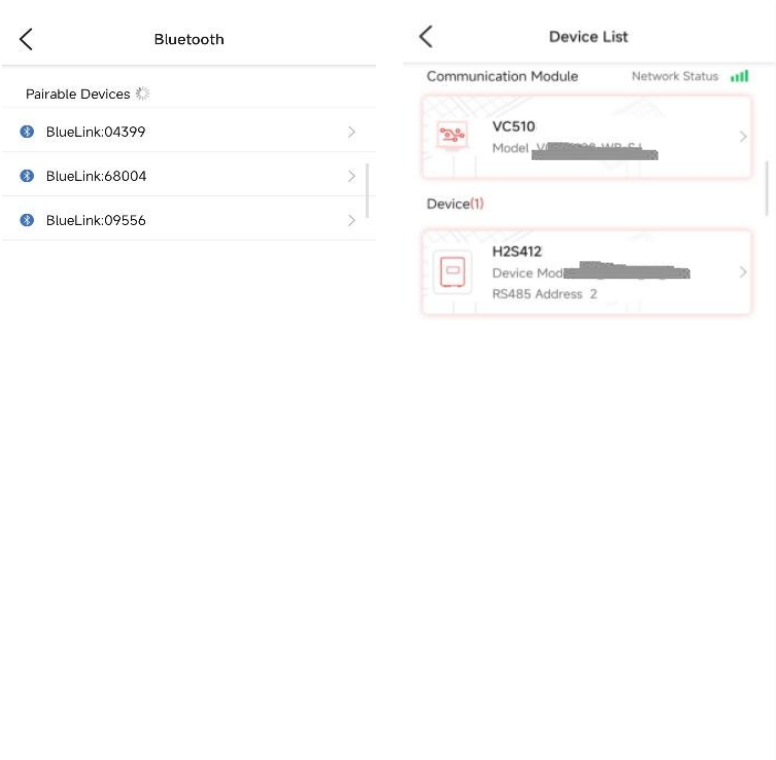 Bluetooth
Pairable Devices
BlueLink:04399
BlueLink:68004
BlueLink:09556
Device List
Communication Module Network Status
VC510
Model
Device(1)
H2S412
Device
RS485 Address 2